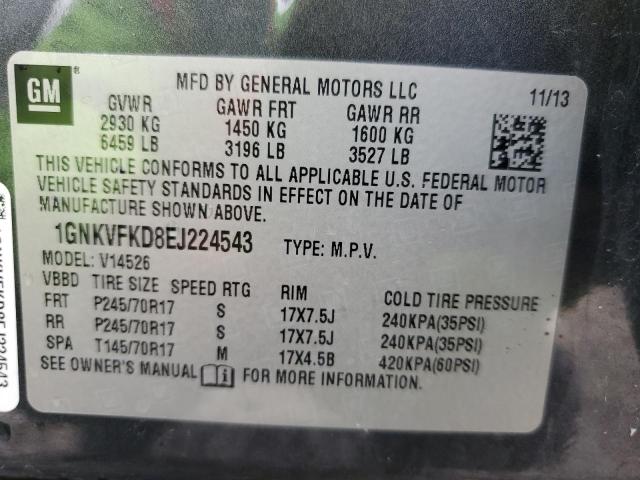 GM ®
MFD BY GENERAL MOTORS LLC
11/13
GVWR GAWR FRT GAWR RR
2930 KG 1450 KG 1600 KG
6459 LB 3196 LB 3527 LB
THIS VEHICLE CONFORMS TO ALL APPLICABLE U.S. FEDERAL MOTOR
VEHICLE SAFETY STANDARDS IN EFFECT ON THE DATE OF
MANUFACTURE SHOWN ABOVE.
1GNKVFKD8EJ224543 TYPE: M.P.V.
MODEL: V14526
VBBD TIRE SIZE SPEED RTG RIM COLD TIRE PRESSURE
FRT P245/70R17 S 17X7.5J 240KPA(35PSI)
RR P245/70R17 S 17X7.5J 240KPA(35PSI)
SPA T145/70R17 M 17X4.5B 420KPA(60PSI)
SEE OWNER'S MANUAL FOR MORE INFORMATION.